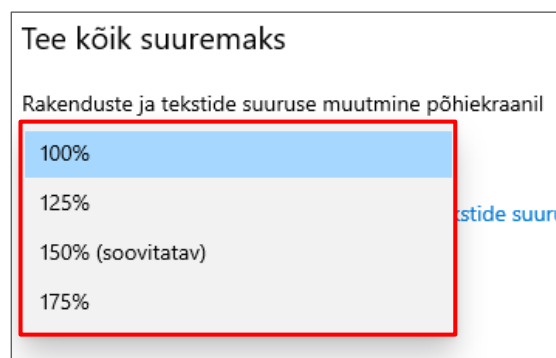 Tee kõik suuremaks
Rakenduste ja tekstide suuruse muutmine põhiekraanil
100%
125%
150% (soovitatav)
175%